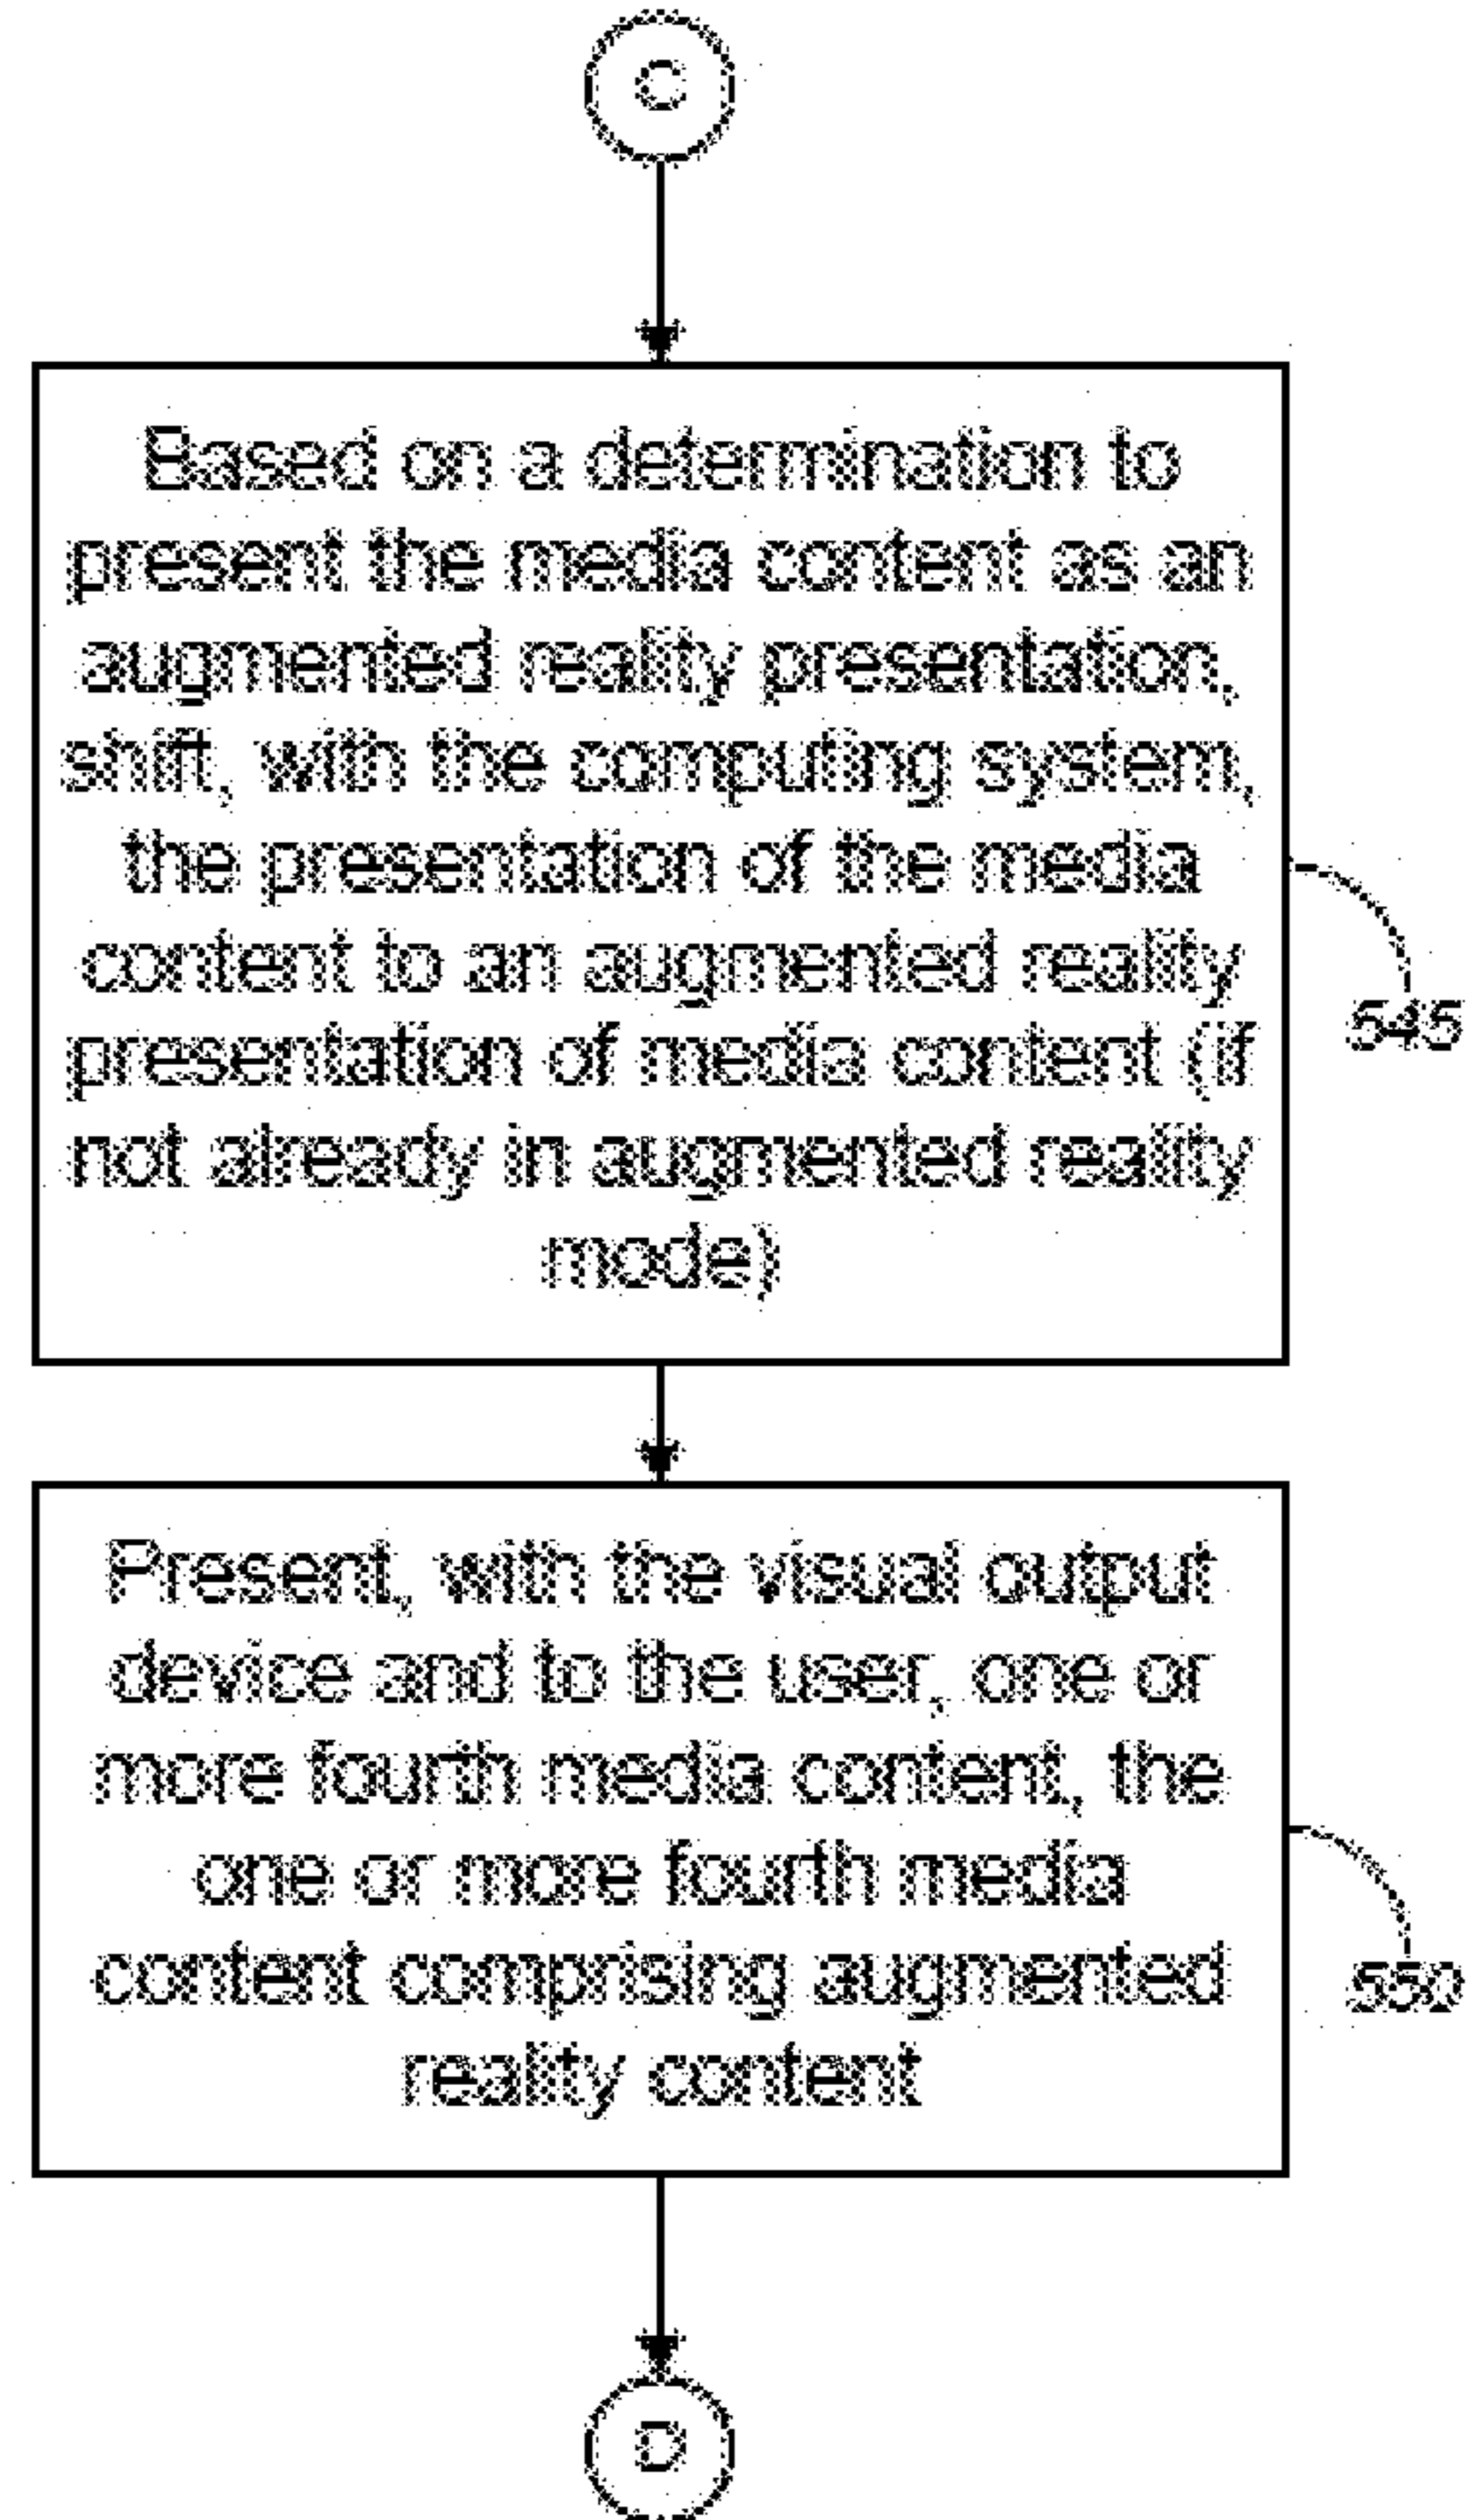 C
Based on a determination to
present the media content as an
augmented reality presentation,
shift, with the computing system,
the presentation of the media
content to an augmented reality
presentation of media content (if
not already in augmented reality
mode)
545
Present, with the visual output
device and to the user, one or
more fourth media content, the
one or more fourth media
content comprising augmented
reality content
550
D